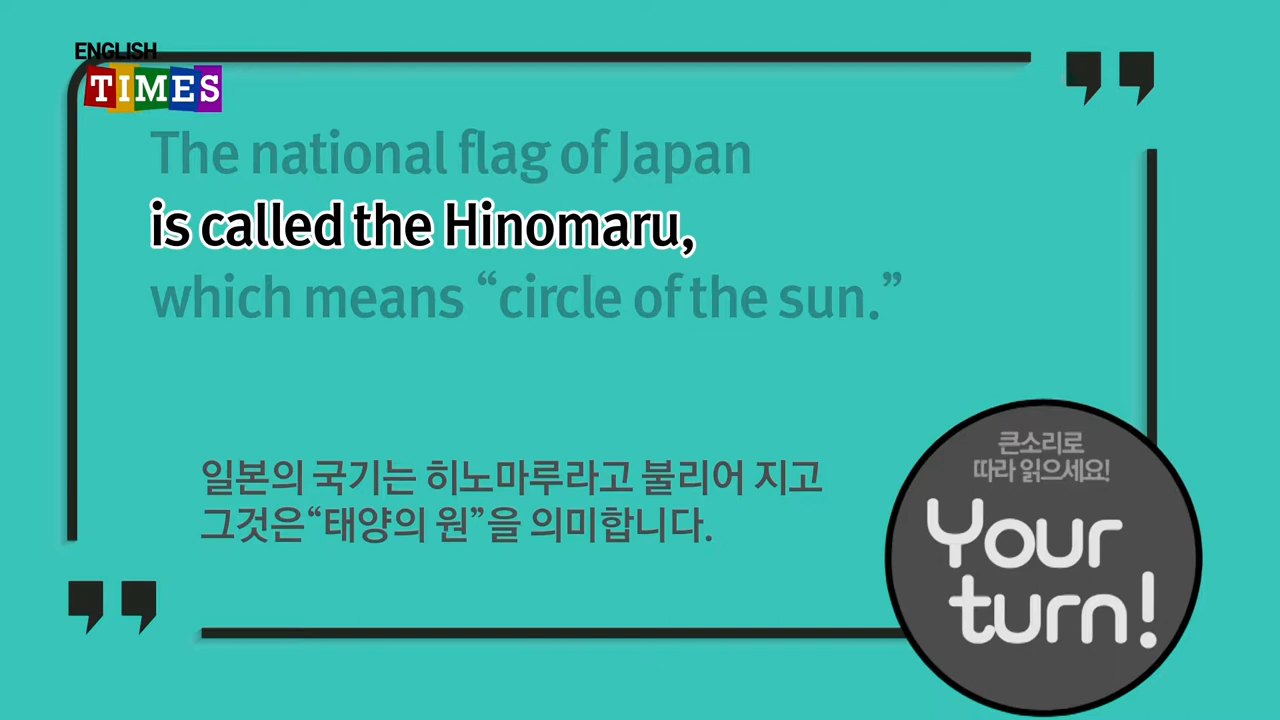 ENGLISH
TIMES
The national flag of Japan
is called the Hinomaru,
which means “circle of the sun.”
일본의 국기는 히노마루라고 불리어 지고
그것은“태양의 원”을 의미합니다.
큰소리로
따라 읽으세요!
Your
turn!